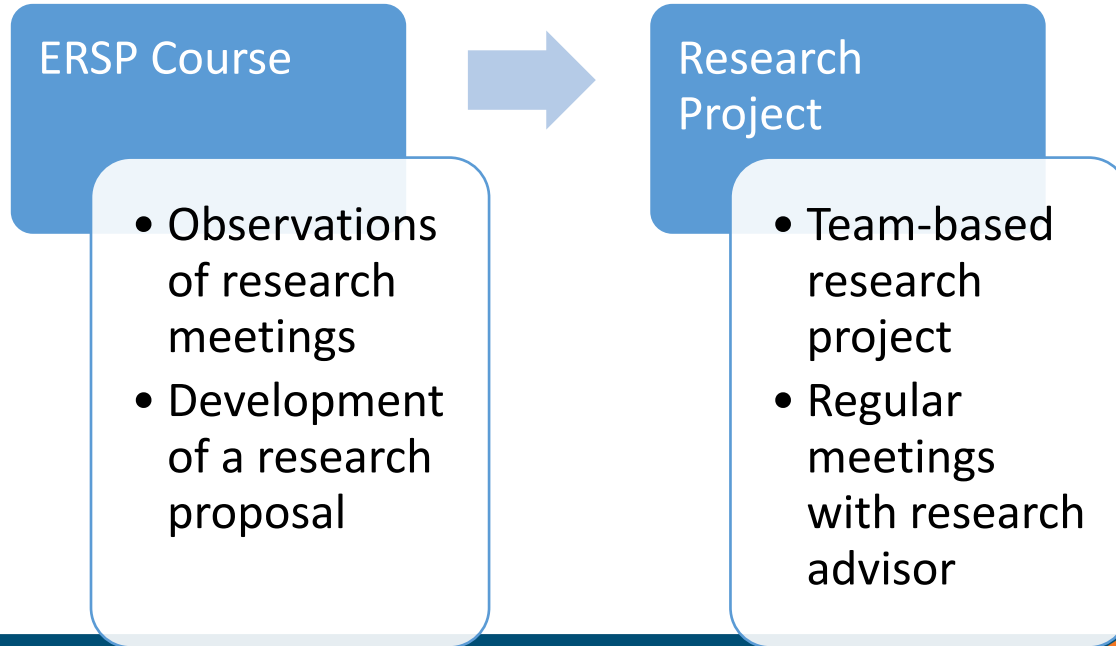 ERSP Course
• Observations
of research
meetings
• Development
of a research
proposal
Research
Project
• Team-based
research
project
• Regular
meetings
with research
advisor